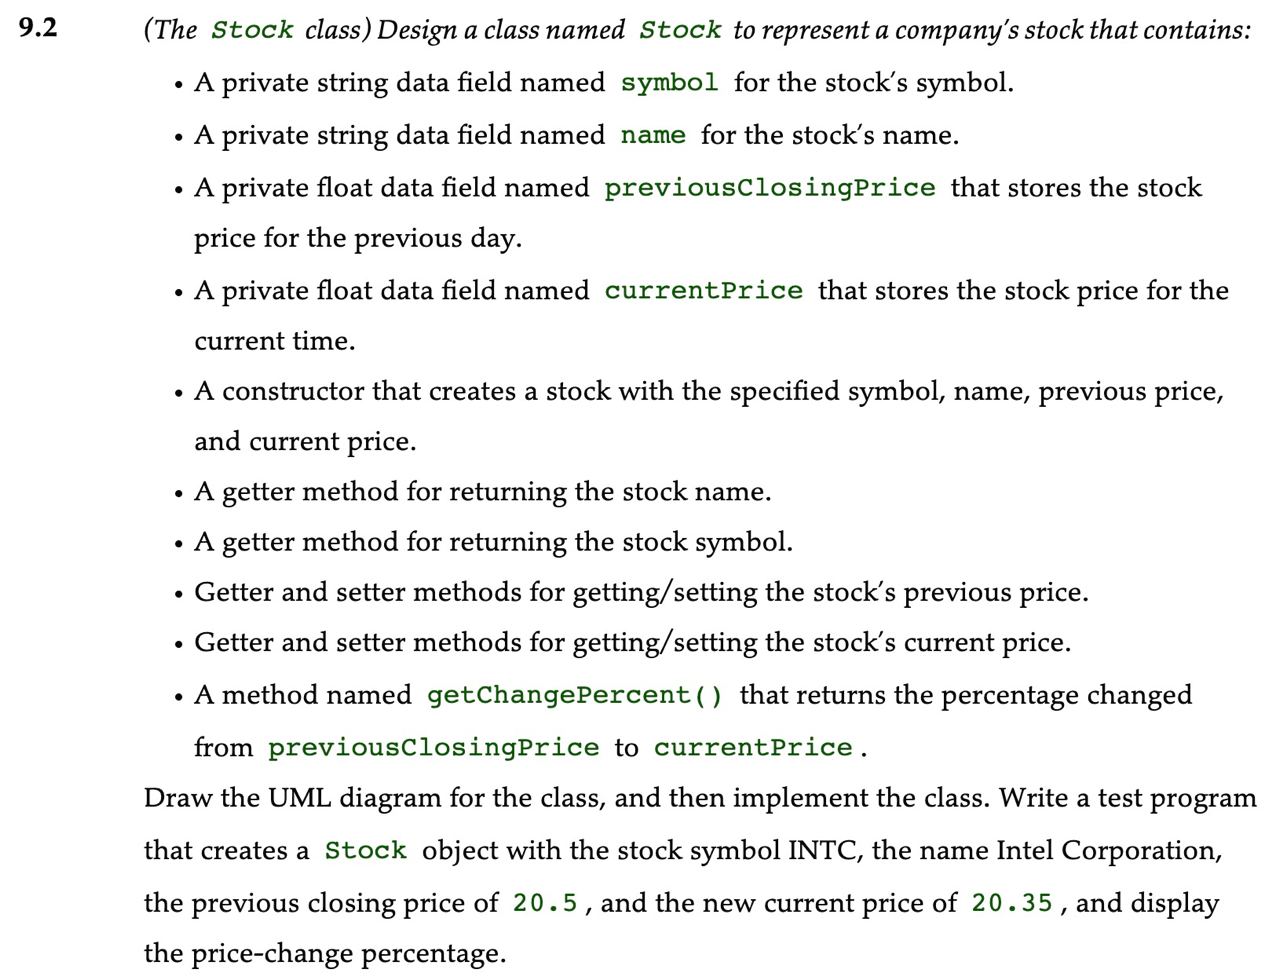 9.2 (The Stock class) Design a class named Stock to represent a company’s stock that contains:
• A private string data field named symbol for the stock’s symbol.
• A private string data field named name for the stock’s name.
• A private float data field named previousClosingPrice that stores the stock
price for the previous day.
• A private float data field named currentPrice that stores the stock price for the
current time.
• A constructor that creates a stock with the specified symbol, name, previous price,
and current price.
• A getter method for returning the stock name.
• A getter method for returning the stock symbol.
• Getter and setter methods for getting/setting the stock’s previous price.
• Getter and setter methods for getting/setting the stock’s current price.
• A method named getChangePercent() that returns the percentage changed
from previousClosingPrice to currentPrice .
Draw the UML diagram for the class, and then implement the class. Write a test program
that creates a Stock object with the stock symbol INTC, the name Intel Corporation,
the previous closing price of 20.5 , and the new current price of 20.35 , and display
the price-change percentage.